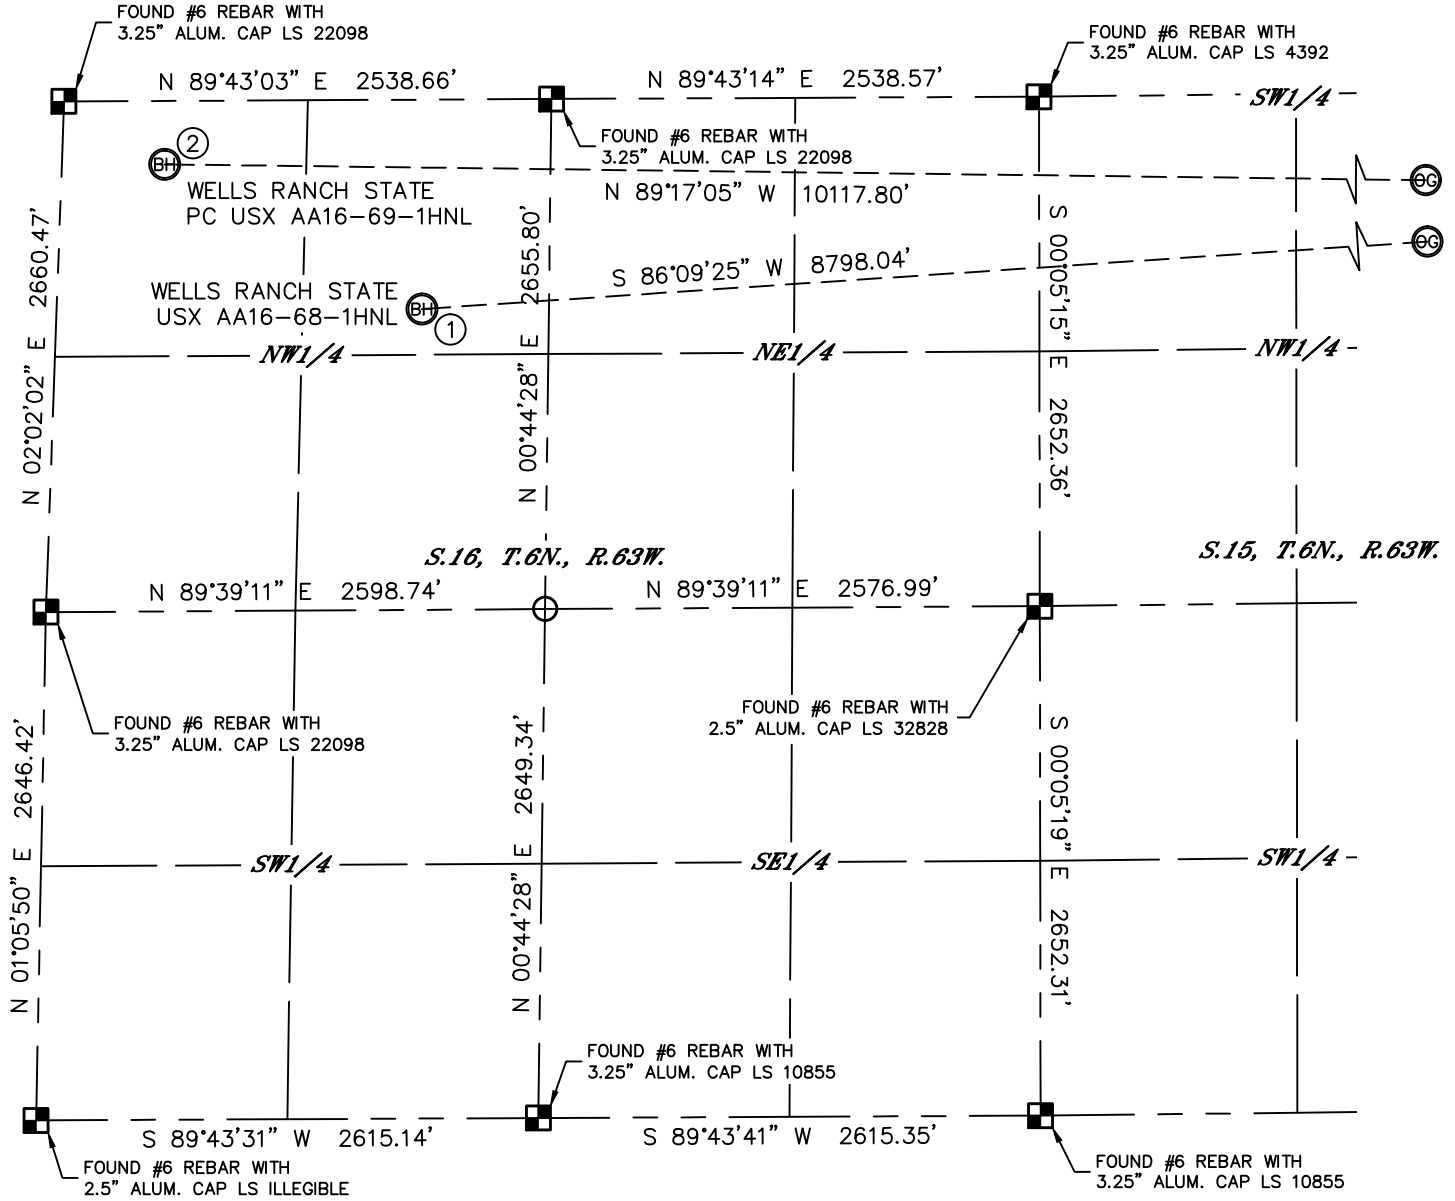 FOUND #6 REBAR WITH
3.25" ALUM. CAP LS 22098
FOUND #6 REBAR WITH
3.25" ALUM. CAP LS 4392
N 89°43'03" E 2538.66'
N 89°43'14" E 2538.57'
SW1/4
FOUND #6 REBAR WITH
3.25" ALUM. CAP LS 22098
2
BH
WELLS RANCH STATE
PC USX AA16-69-1HNL
N 89°17'05" W 10117.80'
OG
S 86°09'25" W 8798.04'
OG
WELLS RANCH STATE
USX AA16-68-1HNL
BH
1
N 02°02'02" E 2660.47'
N 00°44'28" E 2655.80'
S 00°05'15" E 2652.36'
NW1/4
NE1/4
NW1/4
S.16, T.6N., R.63W.
S.15, T.6N., R.63W.
N 89°39'11" E 2598.74'
N 89°39'11" E 2576.99'
FOUND #6 REBAR WITH
3.25" ALUM. CAP LS 22098
FOUND #6 REBAR WITH
2.5" ALUM. CAP LS 32828
N 01°05'50" E 2646.42'
N 00°44'28" E 2649.34'
S 00°05'19" E 2652.31'
SW1/4
SE1/4
SW1/4
FOUND #6 REBAR WITH
3.25" ALUM. CAP LS 10855
S 89°43'31" W 2615.14'
S 89°43'41" W 2615.35'
FOUND #6 REBAR WITH
2.5" ALUM. CAP LS ILLEGIBLE
FOUND #6 REBAR WITH
3.25" ALUM. CAP LS 10855